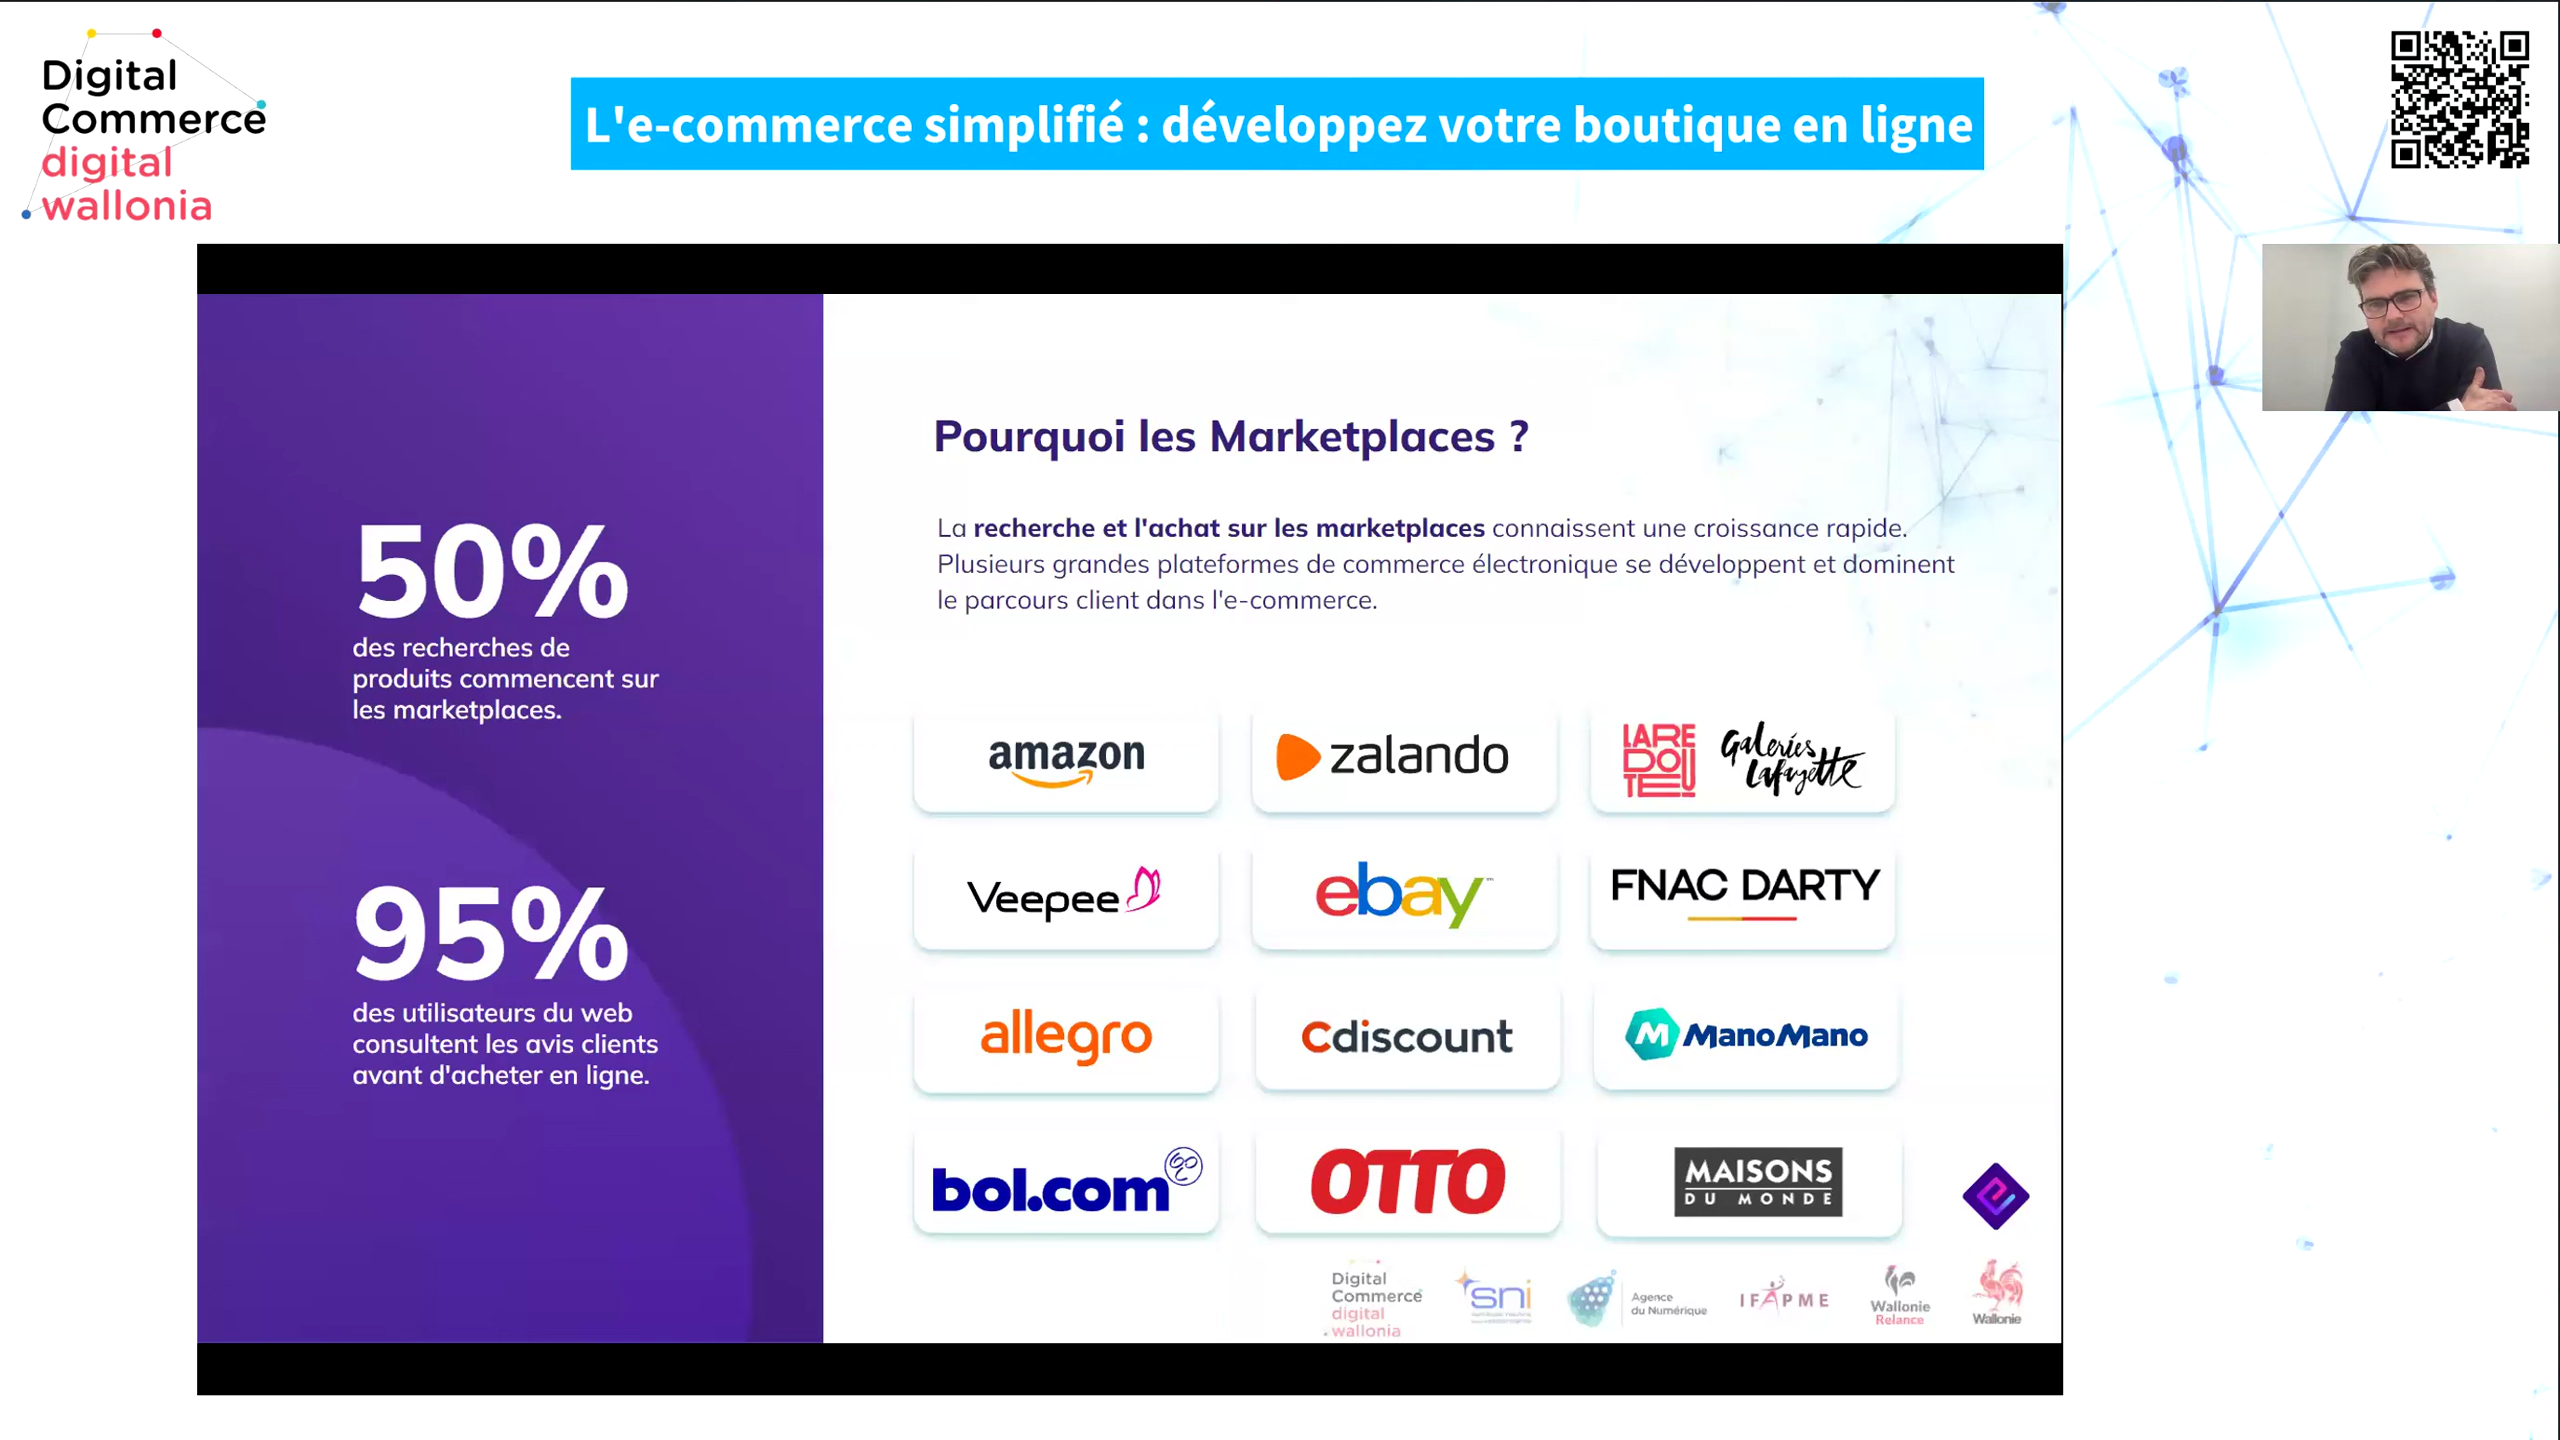 Digital
Commerce
digital
wallonia
L'e-commerce simplifié : développez votre boutique en ligne
50%
des recherches de
produits commencent sur
les marketplaces.
95%
des utilisateurs du web
consultent les avis clients
avant d'acheter en ligne.
Pourquoi les Marketplaces ?
La recherche et l'achat sur les marketplaces connaissent une croissance rapide.
Plusieurs grandes plateformes de commerce électronique se développent et dominent
le parcours client dans l'e-commerce.
amazon
zalando
LA REDOUTE
Galeries Lafayette
Veepee
ebay
FNAC DARTY
allegro
Cdiscount
M ManoMano
bol.com
OTTO
MAISONS
DU MONDE
Digital
Commerce
digital
wallonia
sni
Agence
du Numérique
IFAPME
Wallonie
Relance
Wallonie